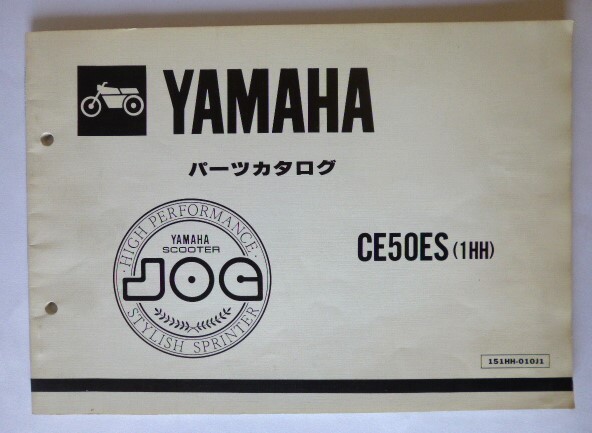 YAMAHA
パーツカタログ
HIGH PERFORMANCE
YAMAHA
SCOOTER
JOG
STYLISH SPRINTER
CE50ES (1HH)
151HH-010J1